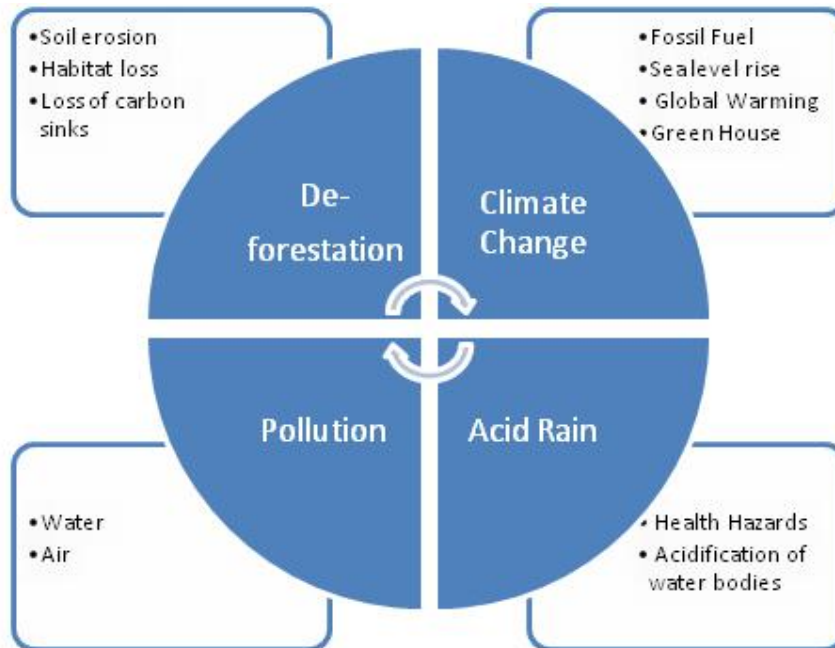 • Soil erosion
• Habitat loss
• Loss of carbon
sinks
• Fossil Fuel
• Sea level rise
• Global Warming
• Green House
De-
forestation
Climate
Change
Pollution
Acid Rain
• Water
• Air
• Health Hazards
• Acidification of
water bodies